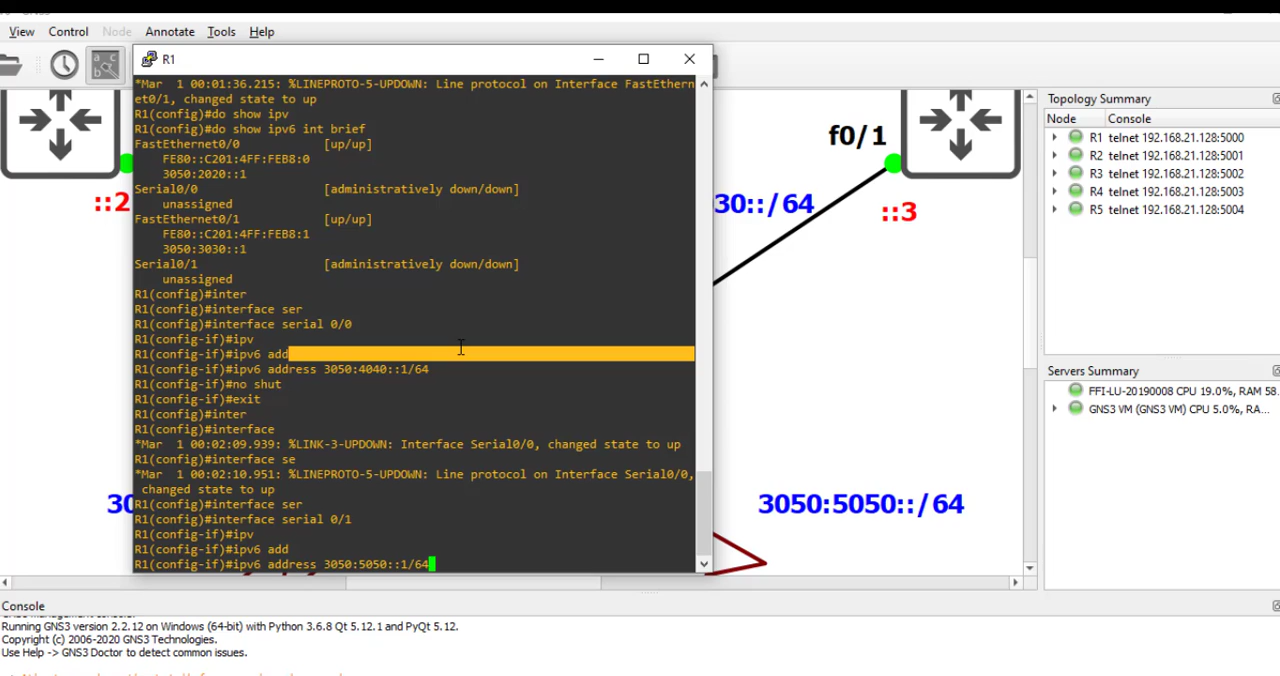 GNS3
View Control Node Annotate Tools Help
R1
*Mar  1 00:01:36.215: %LINEPROTO-5-UPDOWN: Line protocol on Interface FastEthern
et0/1, changed state to up
R1(config)#do show ipv
R1(config)#do show ipv6 int brief
FastEthernet0/0            [up/up]
    FE80::C201:4FF:FEB8:0
    3050:2020::1
Serial0/0                  [administratively down/down]
    unassigned
FastEthernet0/1            [up/up]
    FE80::C201:4FF:FEB8:1
    3050:3030::1
Serial0/1                  [administratively down/down]
    unassigned
R1(config)#inter
R1(config)#interface ser
R1(config)#interface serial 0/0
R1(config-if)#ipv
R1(config-if)#ipv6 add
R1(config-if)#ipv6 address 3050:4040::1/64
R1(config-if)#no shut
R1(config-if)#exit
R1(config)#inter
R1(config)#interface
*Mar  1 00:02:09.939: %LINK-3-UPDOWN: Interface Serial0/0, changed state to up
R1(config)#interface se
*Mar  1 00:02:10.951: %LINEPROTO-5-UPDOWN: Line protocol on Interface Serial0/0,
 changed state to up
R1(config)#interface ser
R1(config)#interface serial 0/1
R1(config-if)#ipv
R1(config-if)#ipv6 add
R1(config-if)#ipv6 address 3050:5050::1/64
::2
30
f0/1
30::/64
::3
3050:5050::/64
Topology Summary
Node Console
R1 telnet 192.168.21.128:5000
R2 telnet 192.168.21.128:5001
R3 telnet 192.168.21.128:5002
R4 telnet 192.168.21.128:5003
R5 telnet 192.168.21.128:5004
Servers Summary
FFI-LU-20190008 CPU 19.0%, RAM 58.
GNS3 VM (GNS3 VM) CPU 5.0%, RA...
Console
Running GNS3 version 2.2.12 on Windows (64-bit) with Python 3.6.8 Qt 5.12.1 and PyQt 5.12.
Copyright (c) 2006-2020 GNS3 Technologies.
Use Help -> GNS3 Doctor to detect common issues.